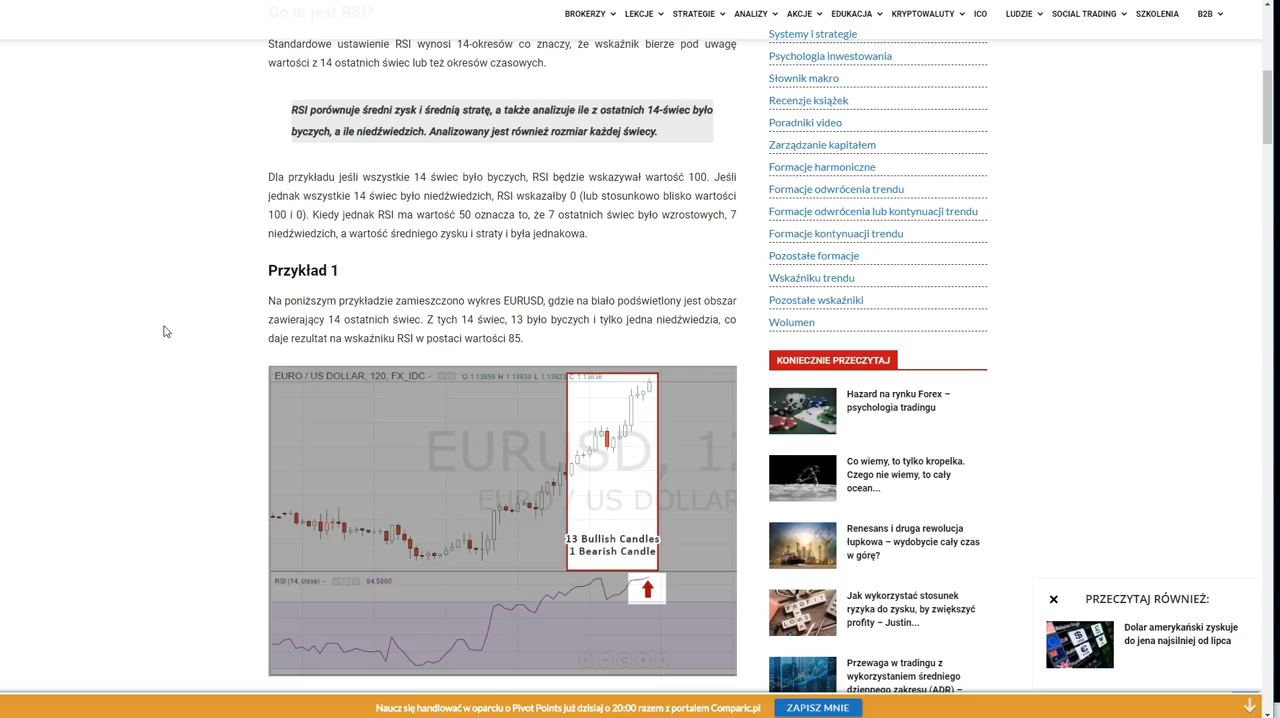 Co to jest RSI?
BROKERZY LEKCJE STRATEGIE ANALIZY AKCJE EDUKACJA KRYPTOWALUTY ICO LUDZIE SOCIAL TRADING SZKOLENIA B2B
Standardowe ustawienie RSI wynosi 14-okresów co znaczy, że wskaźnik bierze pod uwagę
wartości z 14 ostatnich świec lub też okresów czasowych.
RSI porównuje średni zysk i średnią stratę, a także analizuje ile z ostatnich 14-świec było
byczych, a ile niedźwiedzich. Analizowany jest również rozmiar każdej świecy.
Dla przykładu jeśli wszystkie 14 świec było byczych, RSI będzie wskazywał wartość 100. Jeśli
jednak wszystkie 14 świec było niedźwiedzich, RSI wskazałby 0 (lub stosunkowo blisko wartości
100 i 0). Kiedy jednak RSI ma wartość 50 oznacza to, że 7 ostatnich świec było wzrostowych, 7
niedźwiedzich, a wartość średniego zysku i straty i była jednakowa.
Przykład 1
Na poniższym przykładzie zamieszczono wykres EURUSD, gdzie na biało podświetlony jest obszar
zawierający 14 ostatnich świec. Z tych 14 świec, 13 było byczych i tylko jedna niedźwiedzia, co
daje rezultat na wskaźniku RSI w postaci wartości 85.
EURO / US DOLLAR, 120, FX_IDC
EURUSD, 12
EURO / US DOLLAR
13 Bullish Candles
1 Bearish Candle
RSI (14, close)
Systemy i strategie
Psychologia inwestowania
Słownik makro
Recenzje książek
Poradniki video
Zarządzanie kapitałem
Formacje harmoniczne
Formacje odwrócenia trendu
Formacje odwrócenia lub kontynuacji trendu
Formacje kontynuacji trendu
Pozostałe formacje
Wskaźniku trendu
Pozostałe wskaźniki
Wolumen
KONIECZNIE PRZECZYTAJ
Hazard na rynku Forex –
psychologia tradingu
Co wiemy, to tylko kropelka.
Czego nie wiemy, to cały
ocean...
Renesans i druga rewolucja
łupkowa – wydobycie cały czas
w górę?
Jak wykorzystać stosunek
ryzyka do zysku, by zwiększyć
profity – Justin...
Przewaga w tradingu z
wykorzystaniem średniego
dziennego zakresu (ADR) –
PRZECZYTAJ RÓWNIEŻ:
Dolar amerykański zyskuje
do jena najsilniej od lipca
Naucz się handlować w oparciu o Pivot Points już dzisiaj o 20:00 razem z portalem Comparic.pl ZAPISZ MNIE